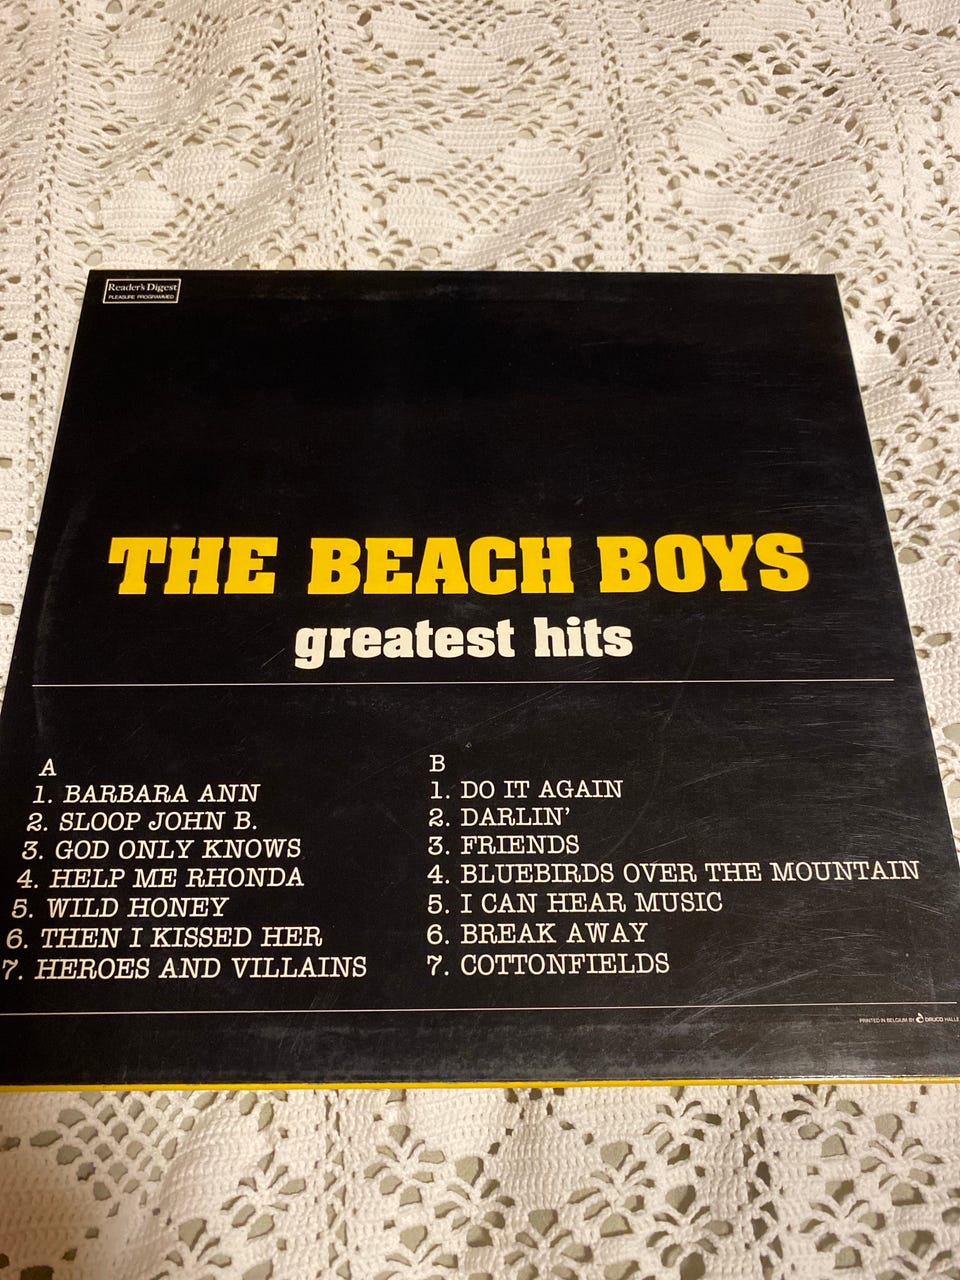 Reader's Digest
PLEASURE PROGRAMMED
THE BEACH BOYS
greatest hits
A
1. BARBARA ANN
2. SLOOP JOHN B.
3. GOD ONLY KNOWS
4. HELP ME RHONDA
5. WILD HONEY
6. THEN I KISSED HER
7. HEROES AND VILLAINS
B
1. DO IT AGAIN
2. DARLIN'
3. FRIENDS
4. BLUEBIRDS OVER THE MOUNTAIN
5. I CAN HEAR MUSIC
6. BREAK AWAY
7. COTTONFIELDS
PRINTED IN BELGIUM BY DRUCO HALLE